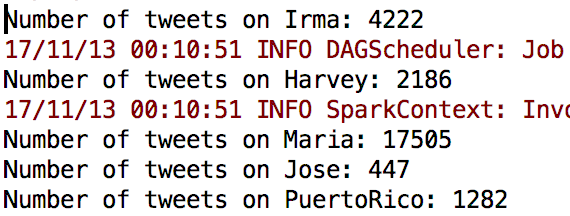 Number of tweets on Irma: 4222
17/11/13 00:10:51 INFO DAGScheduler: Job
Number of tweets on Harvey: 2186
17/11/13 00:10:51 INFO SparkContext: Invo
Number of tweets on Maria: 17505
Number of tweets on Jose: 447
Number of tweets on PuertoRico: 1282